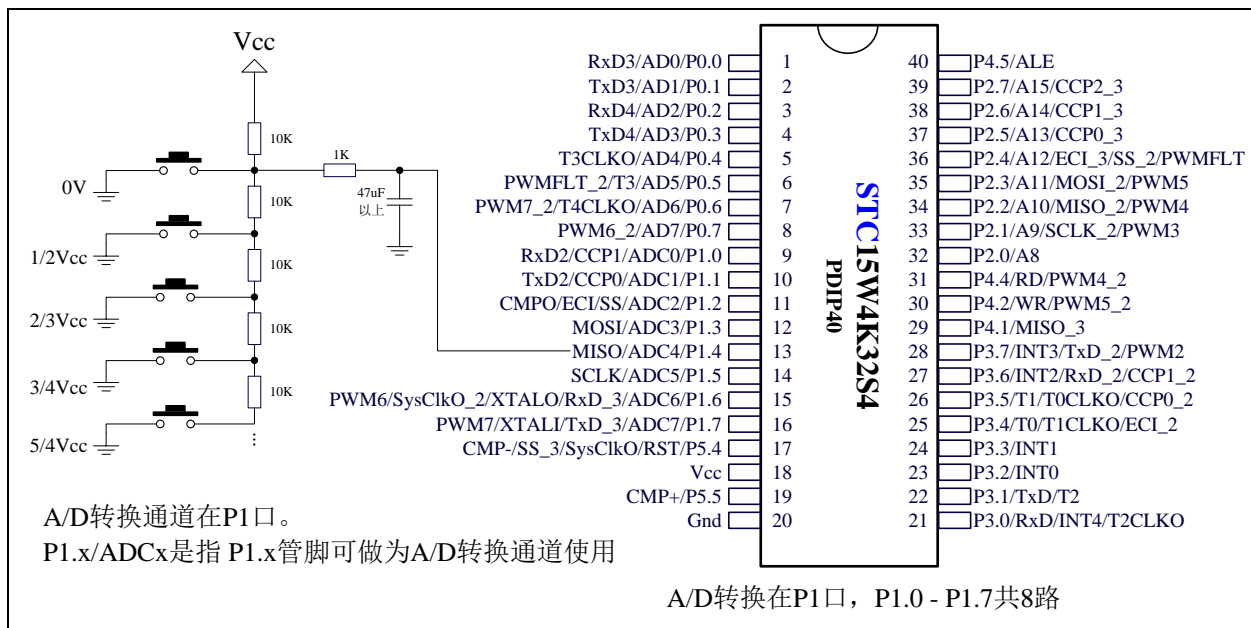 Vcc
10K
0V
10K
1K
47uF
以上
1/2Vcc
10K
2/3Vcc
10K
3/4Vcc
10K
5/4Vcc
...
A/D转换通道在P1口。
P1.x/ADCx是指 P1.x管脚可做为A/D转换通道使用
RxD3/AD0/P0.0 1
TxD3/AD1/P0.1 2
RxD4/AD2/P0.2 3
TxD4/AD3/P0.3 4
T3CLKO/AD4/P0.4 5
PWMFLT_2/T3/AD5/P0.5 6
PWM7_2/T4CLKO/AD6/P0.6 7
PWM6_2/AD7/P0.7 8
RxD2/CCP1/ADC0/P1.0 9
TxD2/CCP0/ADC1/P1.1 10
CMPO/ECI/SS/ADC2/P1.2 11
MOSI/ADC3/P1.3 12
MISO/ADC4/P1.4 13
SCLK/ADC5/P1.5 14
PWM6/SysClkO_2/XTALO/RxD_3/ADC6/P1.6 15
PWM7/XTALI/TxD_3/ADC7/P1.7 16
CMP-/SS_3/SysClkO/RST/P5.4 17
Vcc 18
CMP+/P5.5 19
Gnd 20
STC15W4K32S4
PDIP40
40 P4.5/ALE
39 P2.7/A15/CCP2_3
38 P2.6/A14/CCP1_3
37 P2.5/A13/CCP0_3
36 P2.4/A12/ECI_3/SS_2/PWMFLT
35 P2.3/A11/MOSI_2/PWM5
34 P2.2/A10/MISO_2/PWM4
33 P2.1/A9/SCLK_2/PWM3
32 P2.0/A8
31 P4.4/RD/PWM4_2
30 P4.2/WR/PWM5_2
29 P4.1/MISO_3
28 P3.7/INT3/TxD_2/PWM2
27 P3.6/INT2/RxD_2/CCP1_2
26 P3.5/T1/T0CLKO/CCP0_2
25 P3.4/T0/T1CLKO/ECI_2
24 P3.3/INT1
23 P3.2/INT0
22 P3.1/TxD/T2
21 P3.0/RxD/INT4/T2CLKO
A/D转换在P1口，P1.0 - P1.7共8路